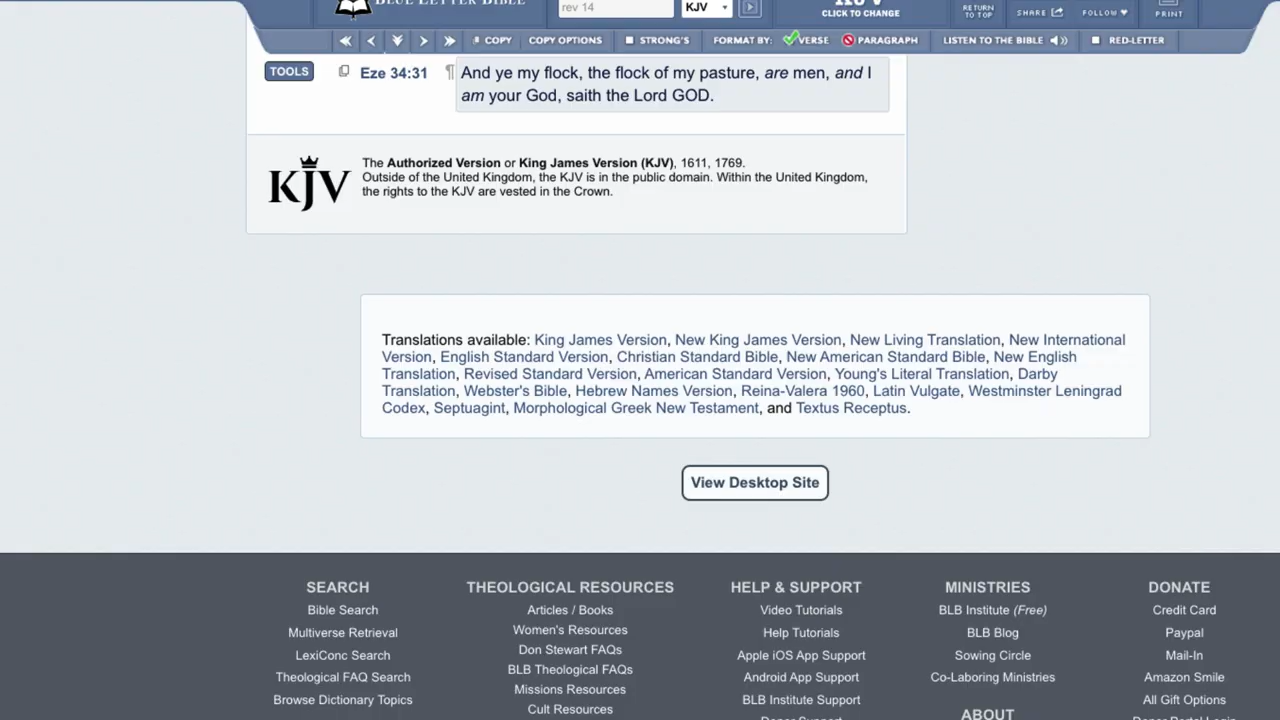 BLUE LETTER BIBLE
rev 14
KJV
CLICK TO CHANGE
RETURN
TO TOP
SHARE
FOLLOW
PRINT
COPY
COPY OPTIONS
STRONG'S
FORMAT BY:
VERSE
PARAGRAPH
LISTEN TO THE BIBLE
RED-LETTER
TOOLS
Eze 34:31
¶
And ye my flock, the flock of my pasture, are men, and I
am your God, saith the Lord GOD.
KJV
The Authorized Version or King James Version (KJV), 1611, 1769.
Outside of the United Kingdom, the KJV is in the public domain. Within the United Kingdom,
the rights to the KJV are vested in the Crown.
Translations available: King James Version, New King James Version, New Living Translation, New International
Version, English Standard Version, Christian Standard Bible, New American Standard Bible, New English
Translation, Revised Standard Version, American Standard Version, Young's Literal Translation, Darby
Translation, Webster's Bible, Hebrew Names Version, Reina-Valera 1960, Latin Vulgate, Westminster Leningrad
Codex, Septuagint, Morphological Greek New Testament, and Textus Receptus.
View Desktop Site
SEARCH
Bible Search
Multiverse Retrieval
LexiConc Search
Theological FAQ Search
Browse Dictionary Topics
THEOLOGICAL RESOURCES
Articles / Books
Women's Resources
Don Stewart FAQs
BLB Theological FAQs
Missions Resources
Cult Resources
HELP & SUPPORT
Video Tutorials
Help Tutorials
Apple iOS App Support
Android App Support
BLB Institute Support
MINISTRIES
BLB Institute (Free)
BLB Blog
Sowing Circle
Co-Laboring Ministries
ABOUT
DONATE
Credit Card
Paypal
Mail-In
Amazon Smile
All Gift Options